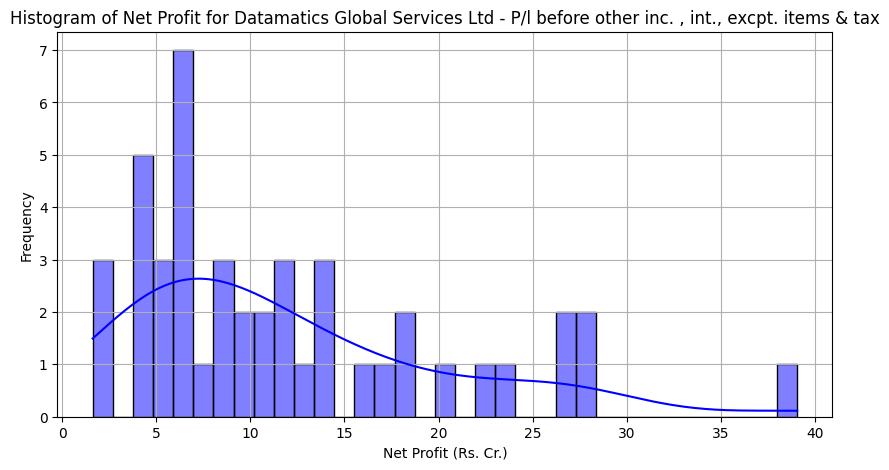 Histogram of Net Profit for Datamatics Global Services Ltd - P/l before other inc. , int., excpt. items & tax
7
6
5
4
3
2
1
0
Frequency
0 5 10 15 20 25 30 35 40
Net Profit (Rs. Cr.)